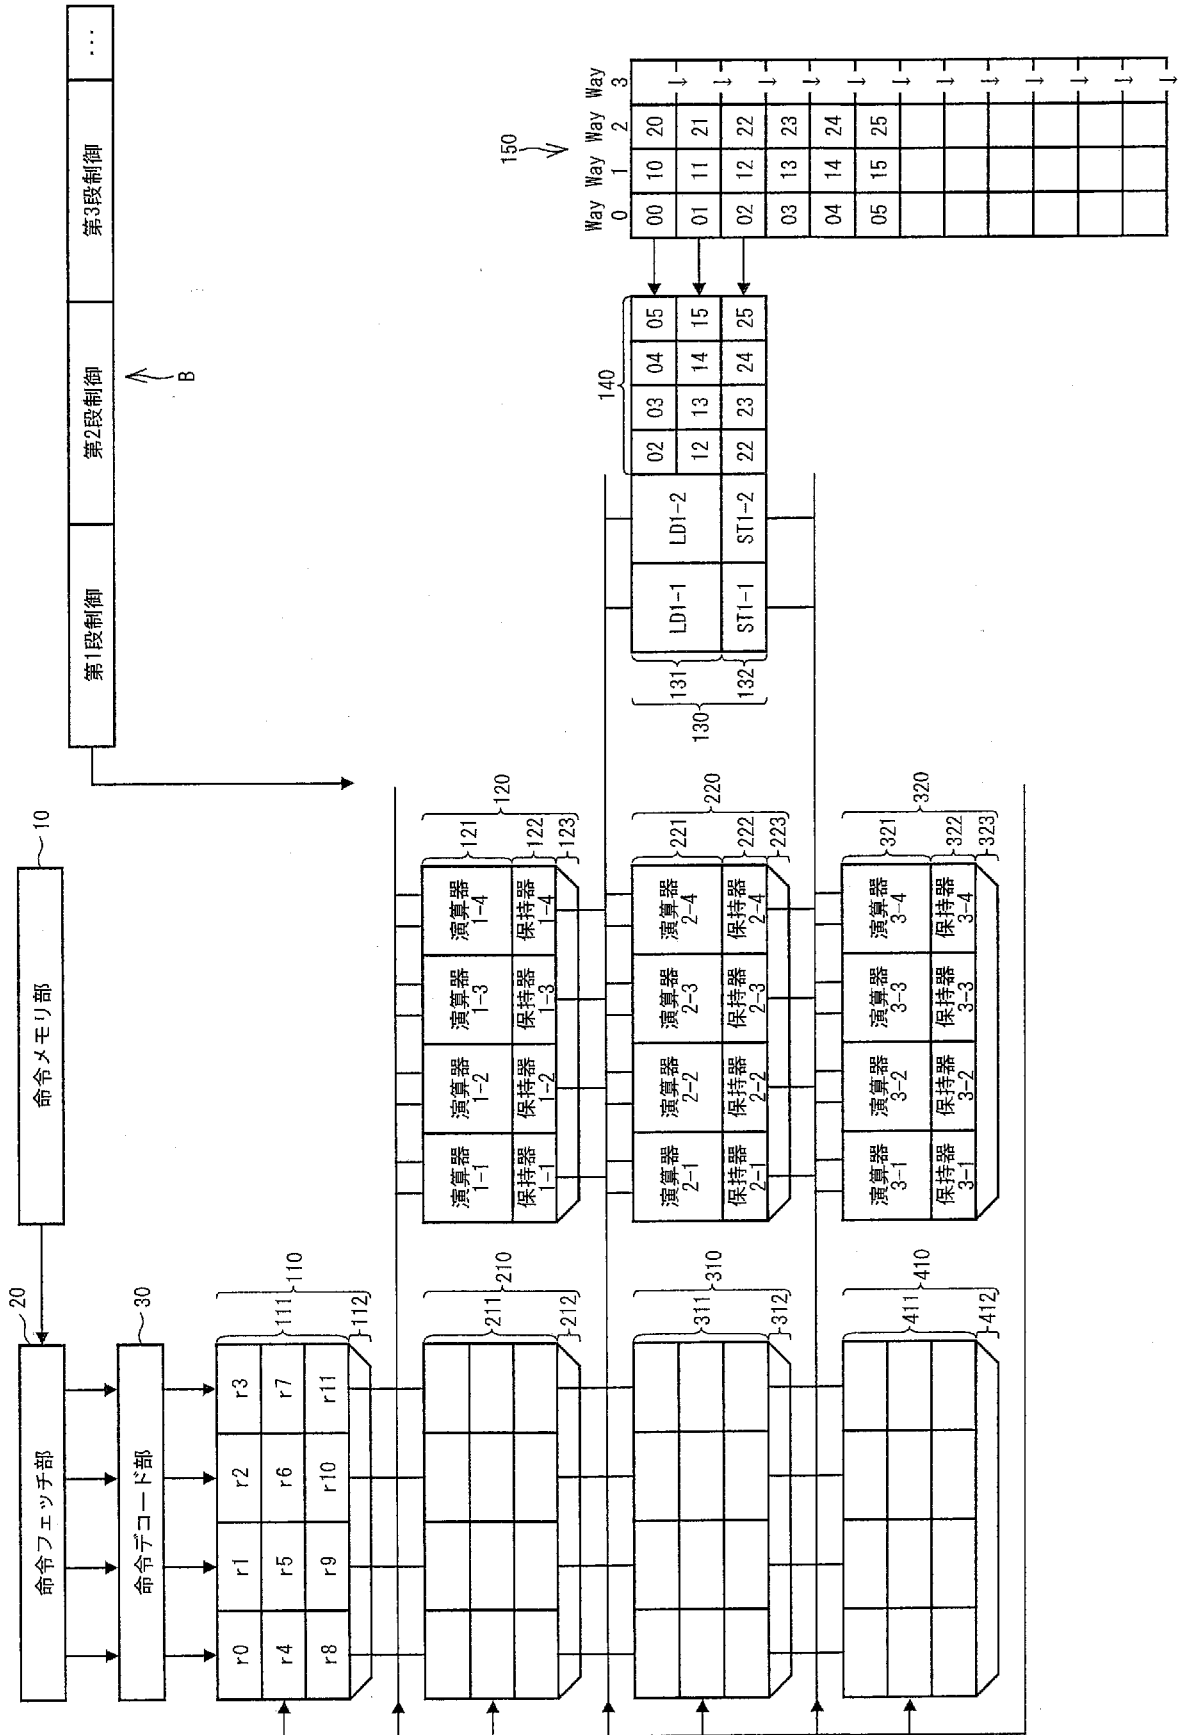 命令メモリ部
10
第1段制御
第2段制御
第3段制御
...
B
命令フェッチ部
20
命令デコード部
30
r0 r1 r2 r3
r4 r5 r6 r7
r8 r9 r10 r11
111
112
110
211
212
210
311
312
310
411
412
410
演算器 1-1
演算器 1-2
演算器 1-3
演算器 1-4
保持器 1-1
保持器 1-2
保持器 1-3
保持器 1-4
121
122
123
120
演算器 2-1
演算器 2-2
演算器 2-3
演算器 2-4
保持器 2-1
保持器 2-2
保持器 2-3
保持器 2-4
221
222
223
220
演算器 3-1
演算器 3-2
演算器 3-3
演算器 3-4
保持器 3-1
保持器 3-2
保持器 3-3
保持器 3-4
321
322
323
320
130
131
132
LD1-1 LD1-2
ST1-1 ST1-2
140
02 03 04 05
12 13 14 15
22 23 24 25
150
Way 0
Way 1
Way 2
Way 3
00 10 20
01 11 21
02 12 22
03 13 23
04 14 24
05 15 25